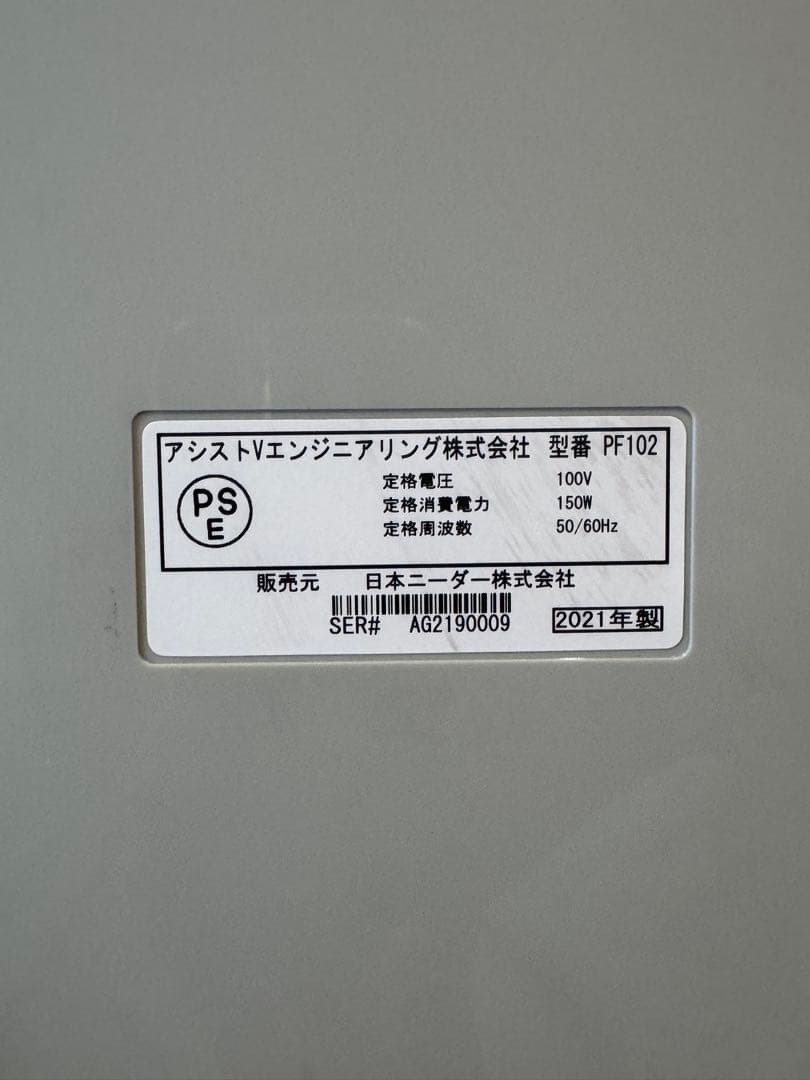 アシストVエンジニアリング株式会社 型番 PF102
PS
E
定格電圧 100V
定格消費電力 150W
定格周波数 50/60Hz
販売元 日本ニーダー株式会社
SER# AG2190009
2021年製